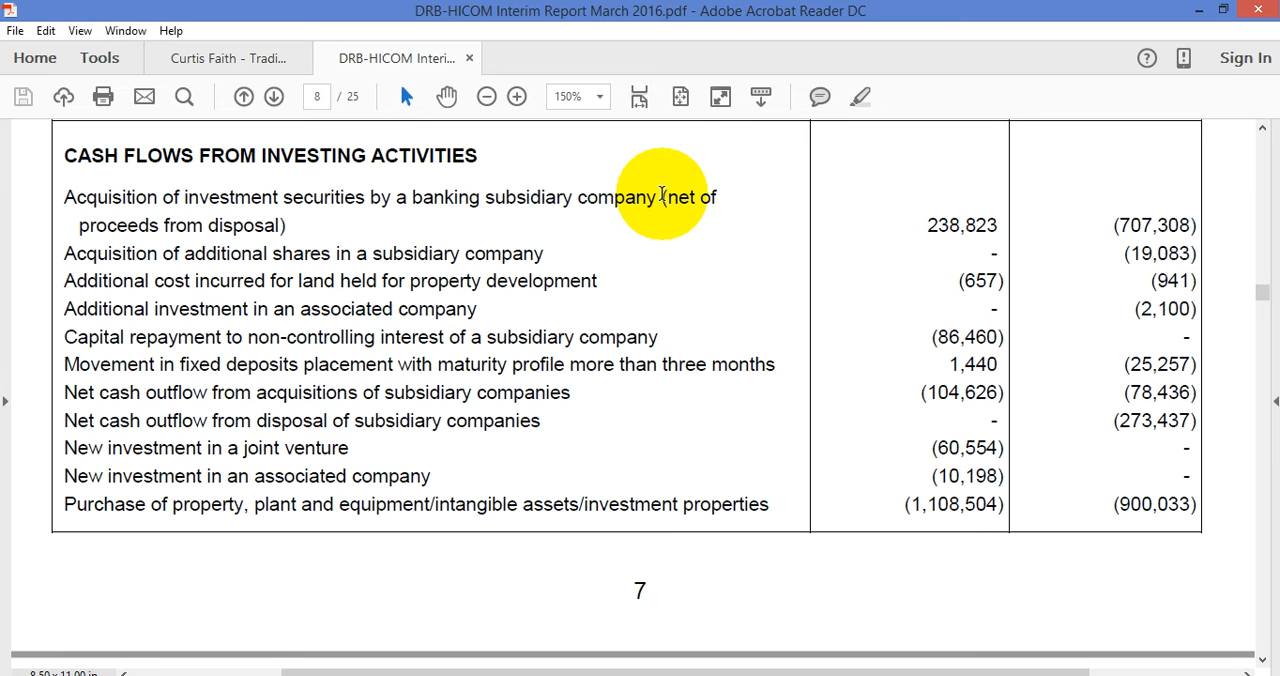 DRB-HICOM Interim Report March 2016.pdf - Adobe Acrobat Reader DC
File Edit View Window Help
Home Tools Curtis Faith - Tradi... DRB-HICOM Interi... × Sign In
8 / 25 150%
CASH FLOWS FROM INVESTING ACTIVITIES
Acquisition of investment securities by a banking subsidiary company (net of
proceeds from disposal) 238,823 (707,308)
Acquisition of additional shares in a subsidiary company - (19,083)
Additional cost incurred for land held for property development (657) (941)
Additional investment in an associated company - (2,100)
Capital repayment to non-controlling interest of a subsidiary company (86,460) -
Movement in fixed deposits placement with maturity profile more than three months 1,440 (25,257)
Net cash outflow from acquisitions of subsidiary companies (104,626) (78,436)
Net cash outflow from disposal of subsidiary companies - (273,437)
New investment in a joint venture (60,554) -
New investment in an associated company (10,198) -
Purchase of property, plant and equipment/intangible assets/investment properties (1,108,504) (900,033)
7
8.50 x 11.00 in